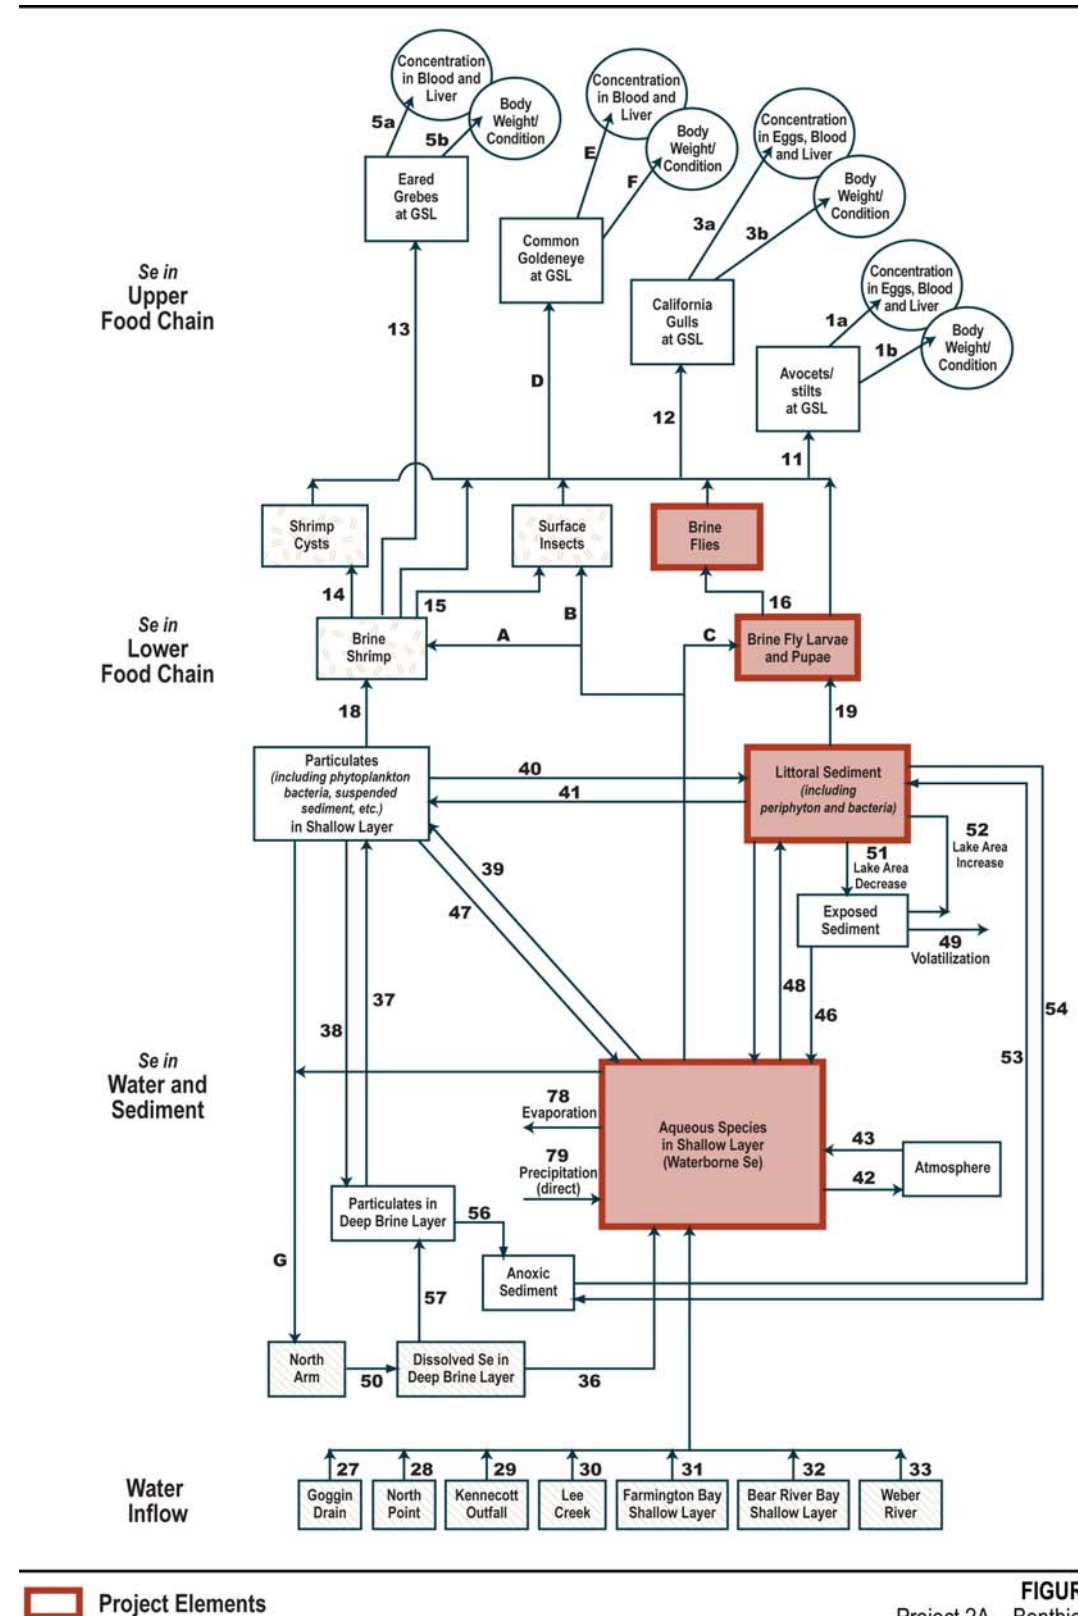 Concentration
in Blood and
Liver
Body
Weight/
Condition
5a
5b
Eared
Grebes
at GSL
Concentration
in Blood and
Liver
Body
Weight/
Condition
E
F
Common
Goldeneye
at GSL
Concentration
in Eggs, Blood
and Liver
Body
Weight/
Condition
3a
3b
California
Gulls
at GSL
Concentration
in Eggs, Blood
and Liver
Body
Weight/
Condition
1a
1b
Avocets/
stilts
at GSL
Se in
Upper
Food Chain
13
D
12
11
Shrimp
Cysts
Surface
Insects
Brine
Flies
14
15
B
16
Se in
Lower
Food Chain
Brine
Shrimp
A
C
Brine Fly Larvae
and Pupae
18
19
Particulates
(including phytoplankton
bacteria, suspended
sediment, etc.)
in Shallow Layer
40
41
Littoral Sediment
(including
periphyton and bacteria)
39
47
51
Lake Area
Decrease
52
Lake Area
Increase
Exposed
Sediment
49
Volatilization
37
38
48
46
54
53
Se in
Water and
Sediment
78
Evaporation
79
Precipitation
(direct)
Aqueous Species
in Shallow Layer
(Waterborne Se)
43
42
Atmosphere
Particulates in
Deep Brine Layer
56
Anoxic
Sediment
G
57
North
Arm
50
Dissolved Se in
Deep Brine Layer
36
Water
Inflow
27
28
29
30
31
32
33
Goggin
Drain
North
Point
Kennecott
Outfall
Lee
Creek
Farmington Bay
Shallow Layer
Bear River Bay
Shallow Layer
Weber
River
Project Elements
FIGUR
Project 2A – Benthi